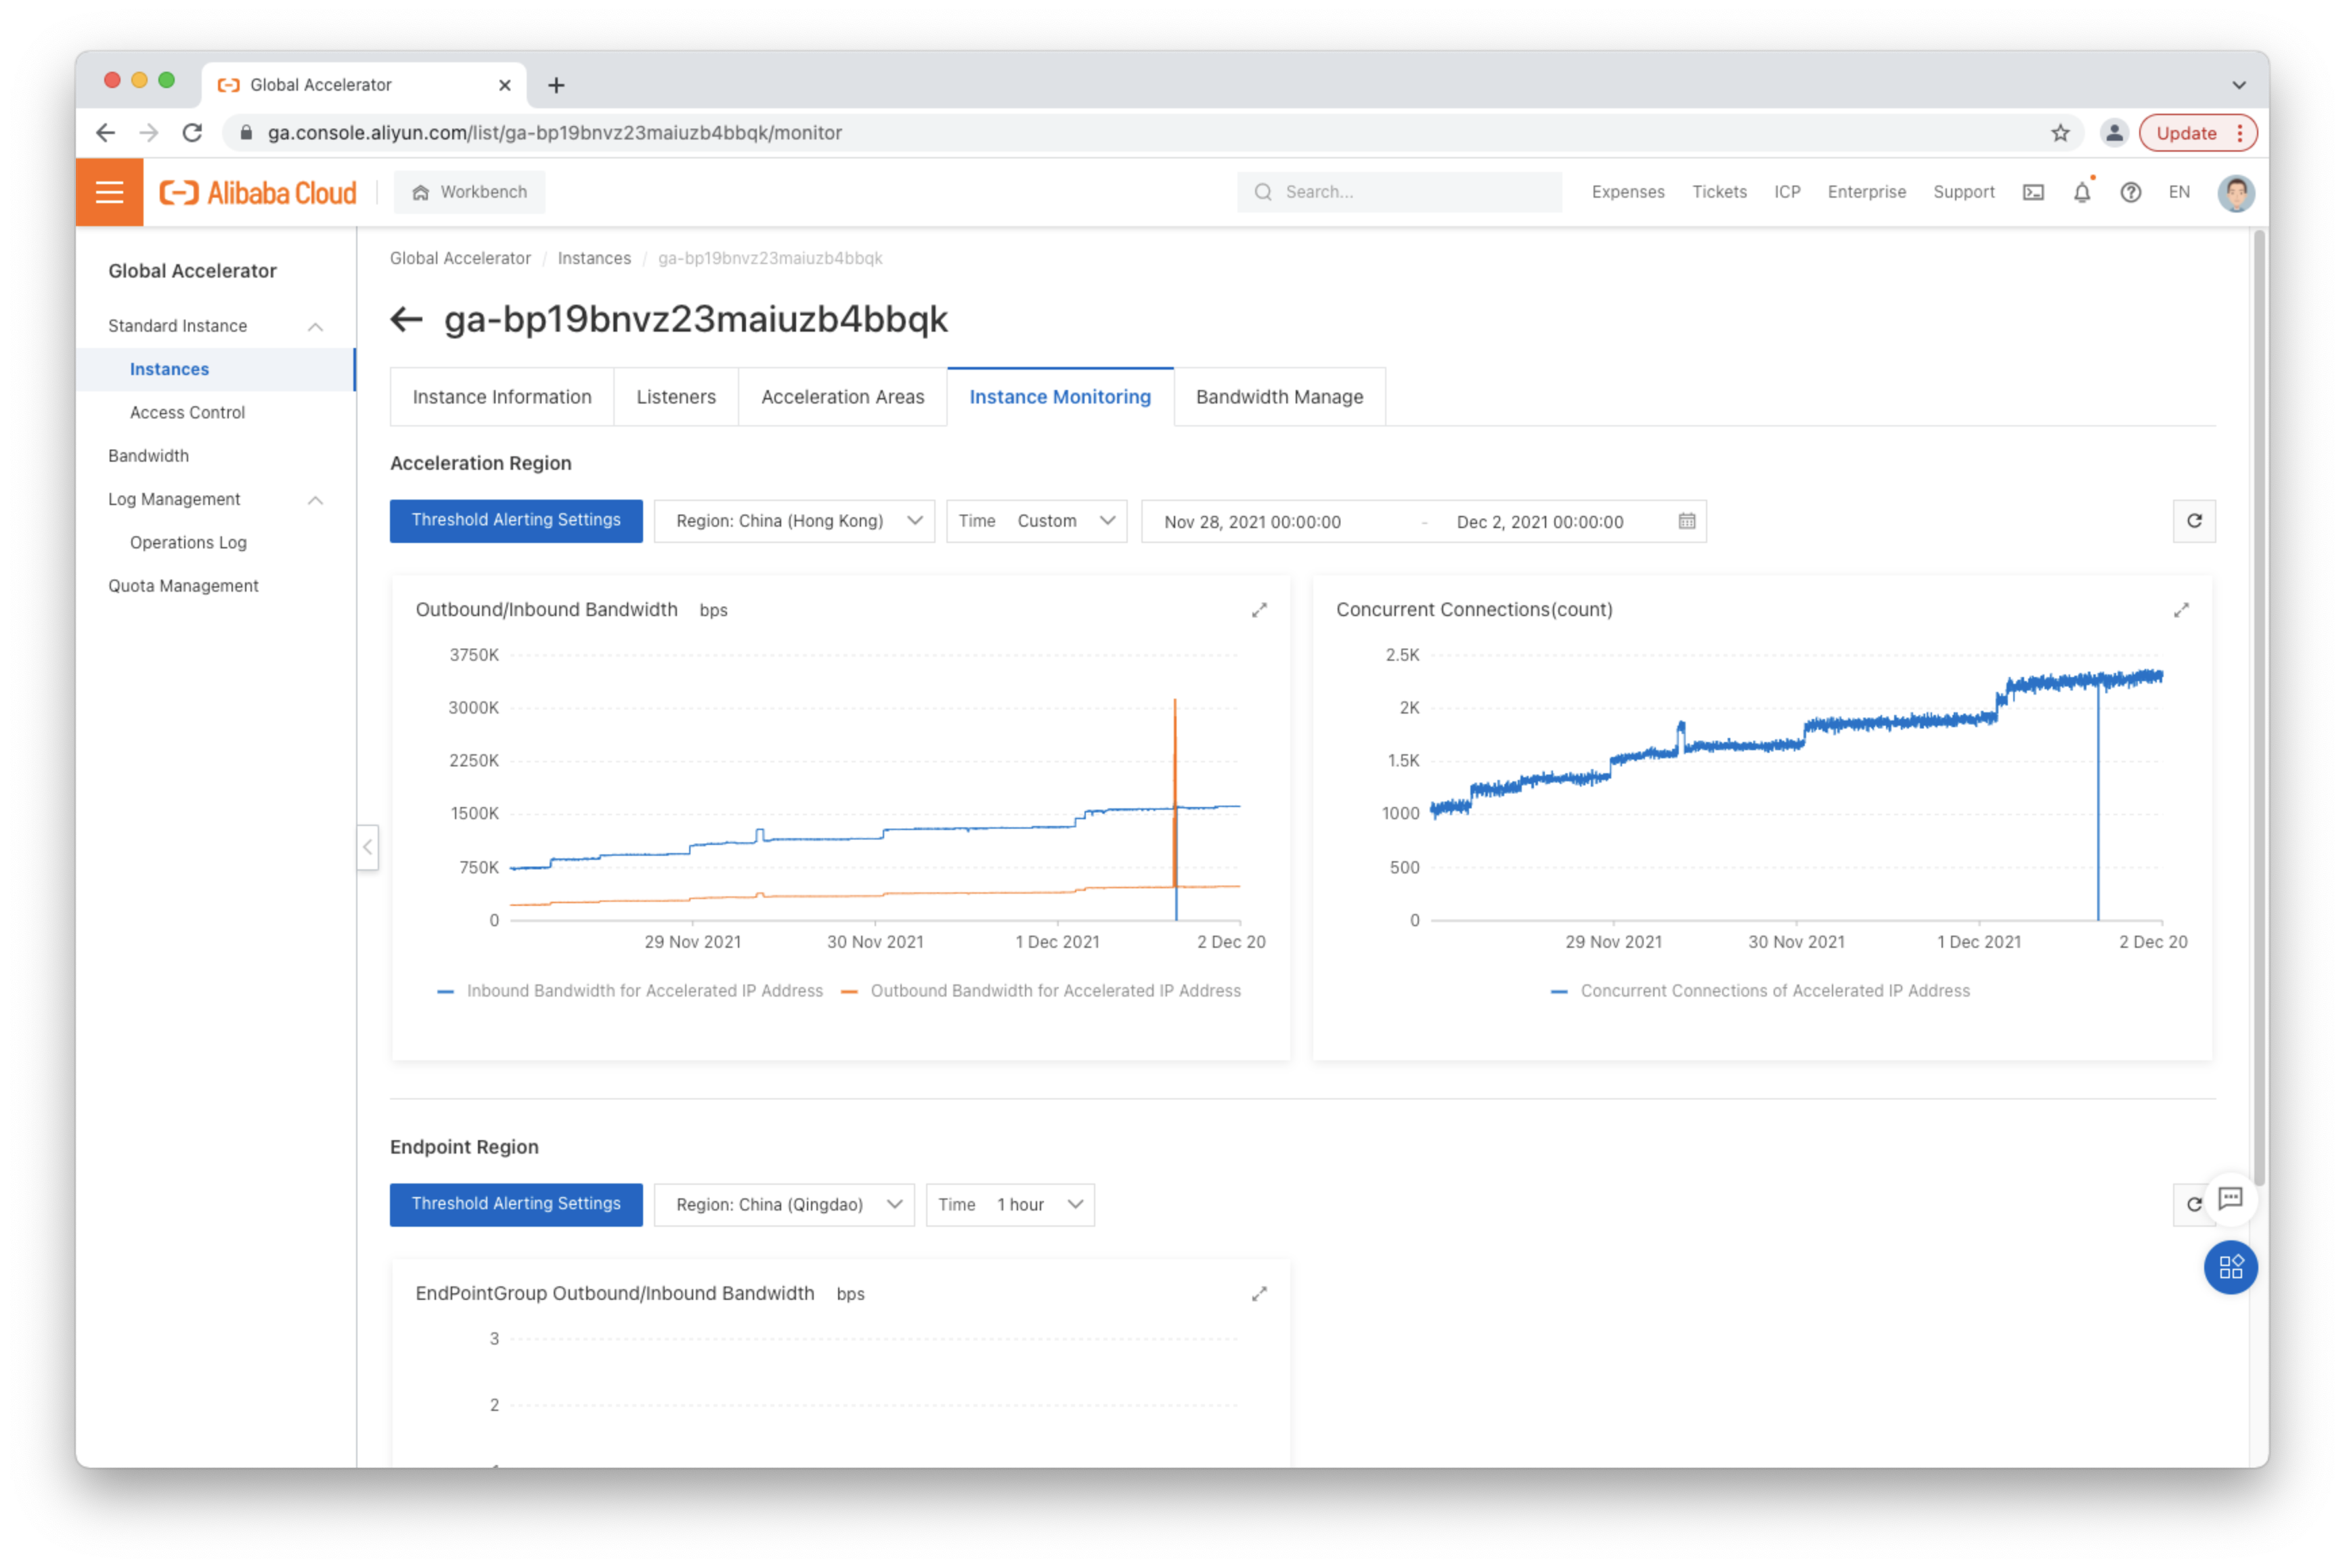 Global Accelerator
ga.console.aliyun.com/list/ga-bp19bnvz23maiuzb4bbqk/monitor
Update
Alibaba Cloud
Workbench
Search...
Expenses
Tickets
ICP
Enterprise
Support
EN
Global Accelerator
Standard Instance
Instances
Access Control
Bandwidth
Log Management
Operations Log
Quota Management
Global Accelerator / Instances / ga-bp19bnvz23maiuzb4bbqk
ga-bp19bnvz23maiuzb4bbqk
Instance Information
Listeners
Acceleration Areas
Instance Monitoring
Bandwidth Manage
Acceleration Region
Threshold Alerting Settings
Region: China (Hong Kong)
Time Custom
Nov 28, 2021 00:00:00 - Dec 2, 2021 00:00:00
Outbound/Inbound Bandwidth bps
3750K
3000K
2250K
1500K
750K
0
29 Nov 2021
30 Nov 2021
1 Dec 2021
2 Dec 20
Inbound Bandwidth for Accelerated IP Address
Outbound Bandwidth for Accelerated IP Address
Concurrent Connections(count)
2.5K
2K
1.5K
1000
500
0
29 Nov 2021
30 Nov 2021
1 Dec 2021
2 Dec 20
Concurrent Connections of Accelerated IP Address
Endpoint Region
Threshold Alerting Settings
Region: China (Qingdao)
Time 1 hour
EndPointGroup Outbound/Inbound Bandwidth bps
3
2